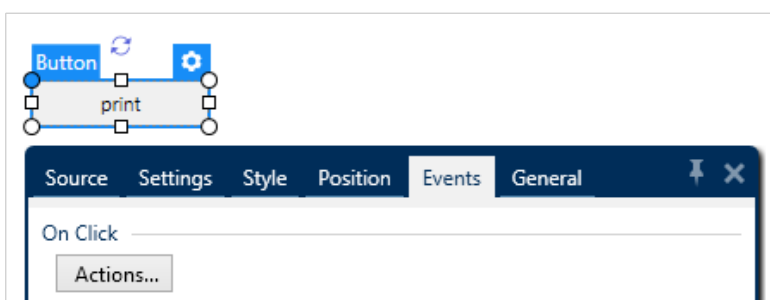 Button
print
Source Settings Style Position Events General
On Click
Actions...